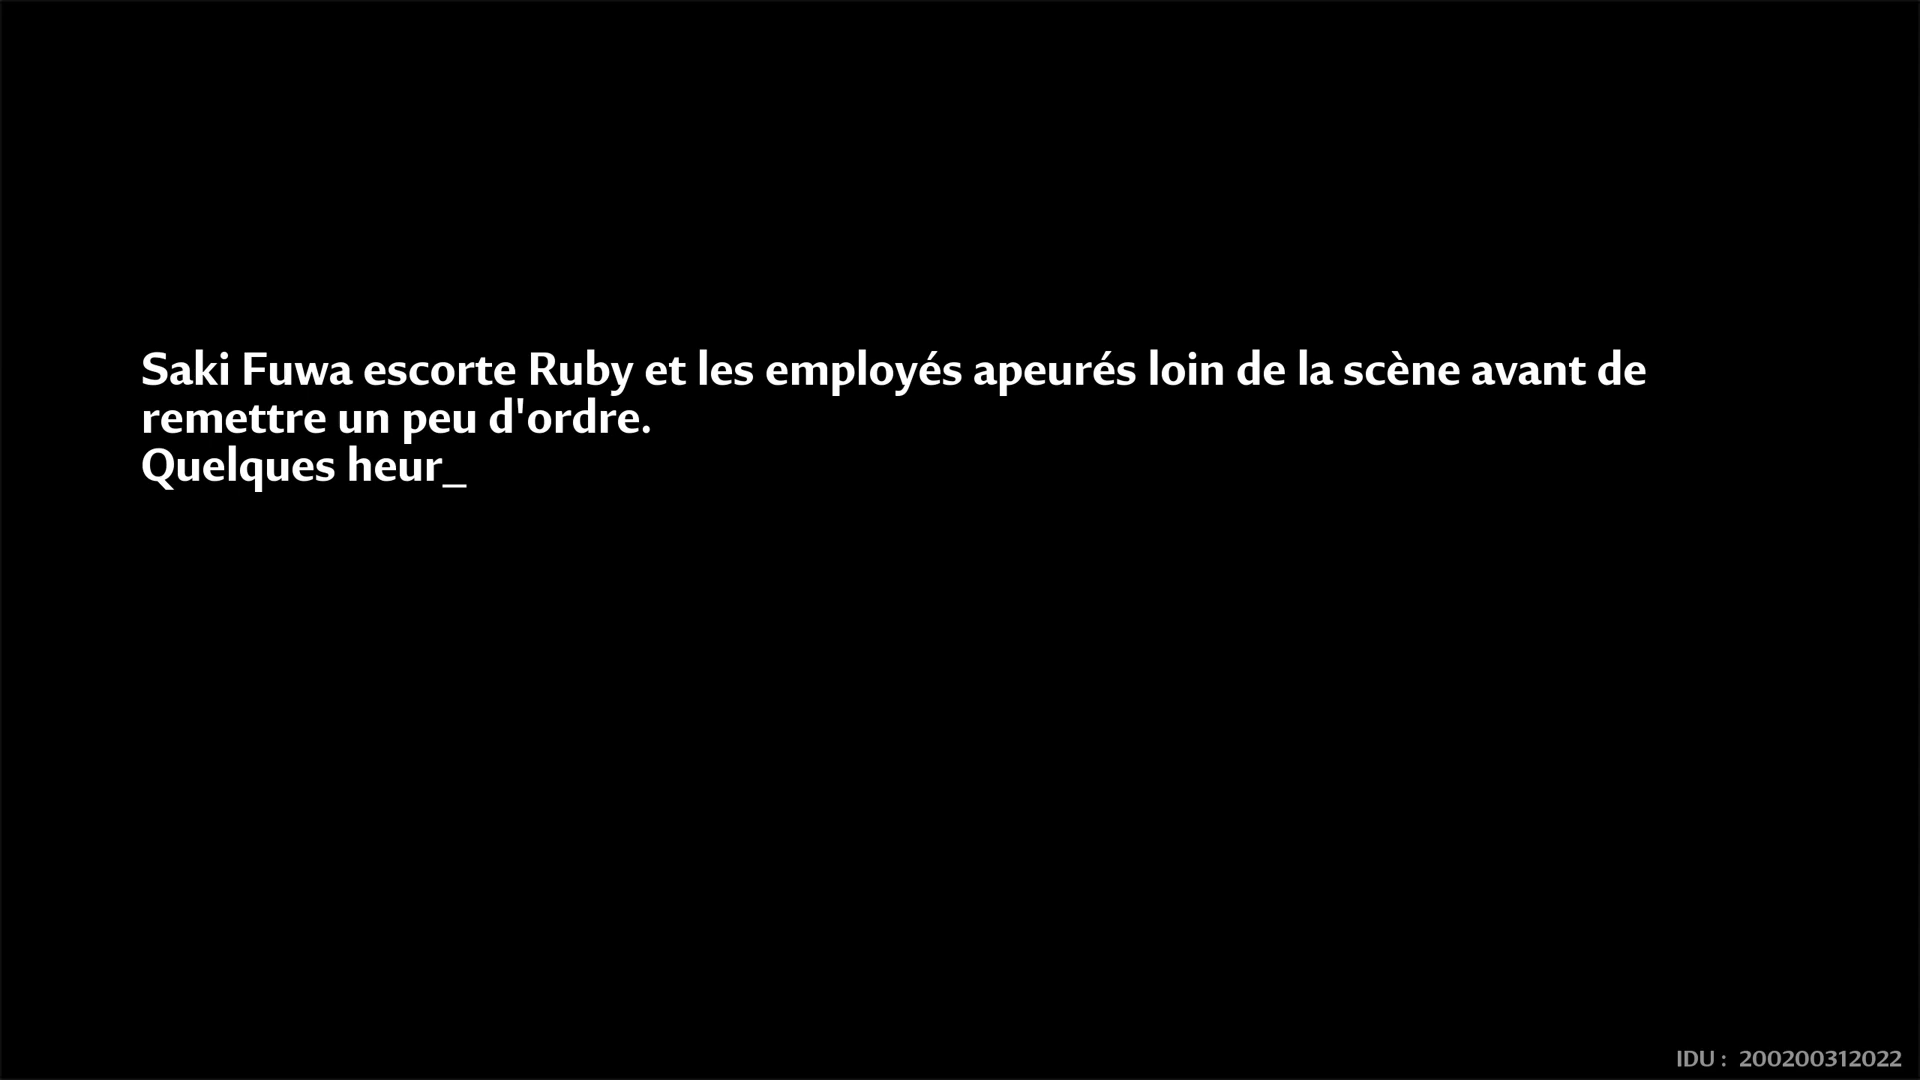 Saki Fuwa escorte Ruby et les employés apeurés loin de la scène avant de
remettre un peu d'ordre.
Quelques heur_
IDU : 200200312022